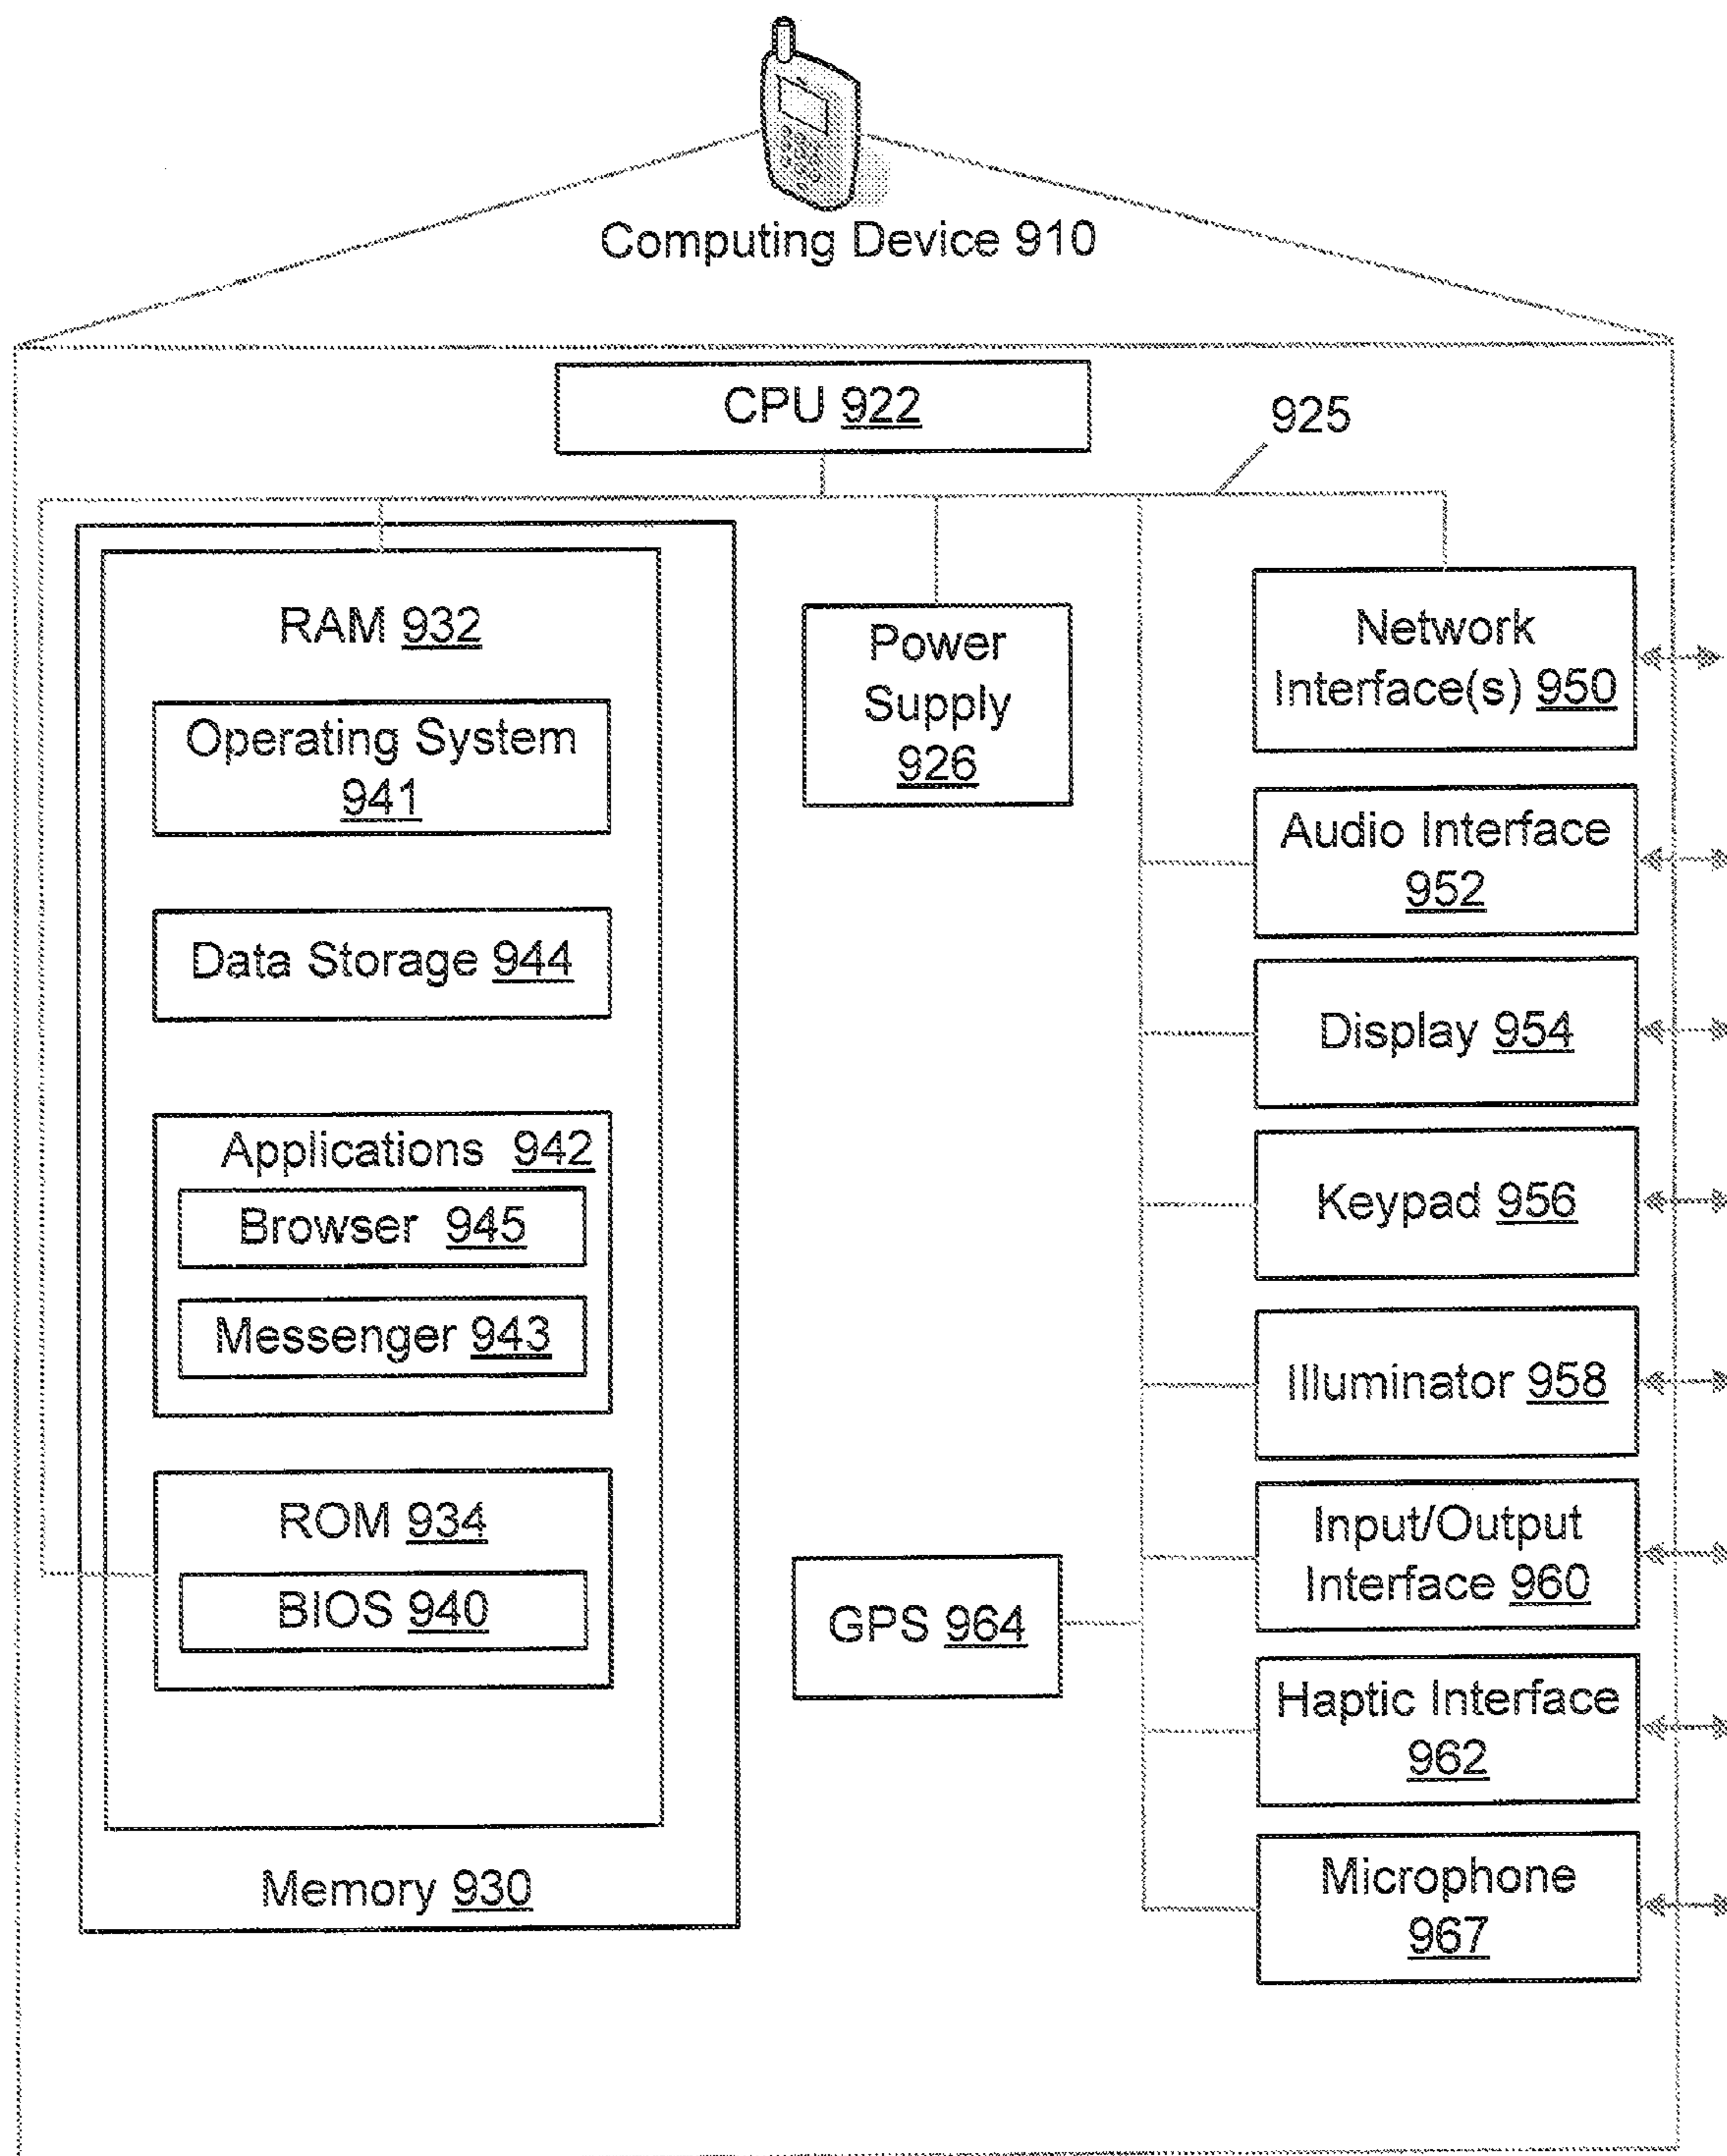 Computing Device 910
CPU 922
925
RAM 932
Operating System
941
Data Storage 944
Applications 942
Browser 945
Messenger 943
ROM 934
BIOS 940
Memory 930
Power
Supply
926
GPS 964
Network
Interface(s) 950
Audio Interface
952
Display 954
Keypad 956
Illuminator 958
Input/Output
Interface 960
Haptic Interface
962
Microphone
967